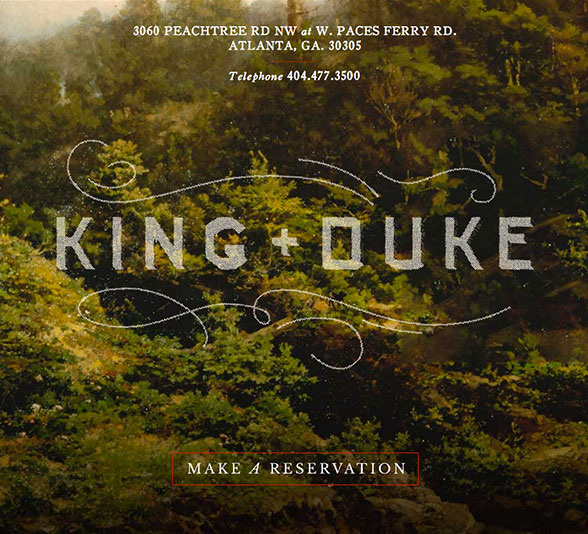 3060 PEACHTREE RD NW at W. PACES FERRY RD.
ATLANTA, GA. 30305
Telephone 404.477.3500
KING + DUKE
MAKE A RESERVATION